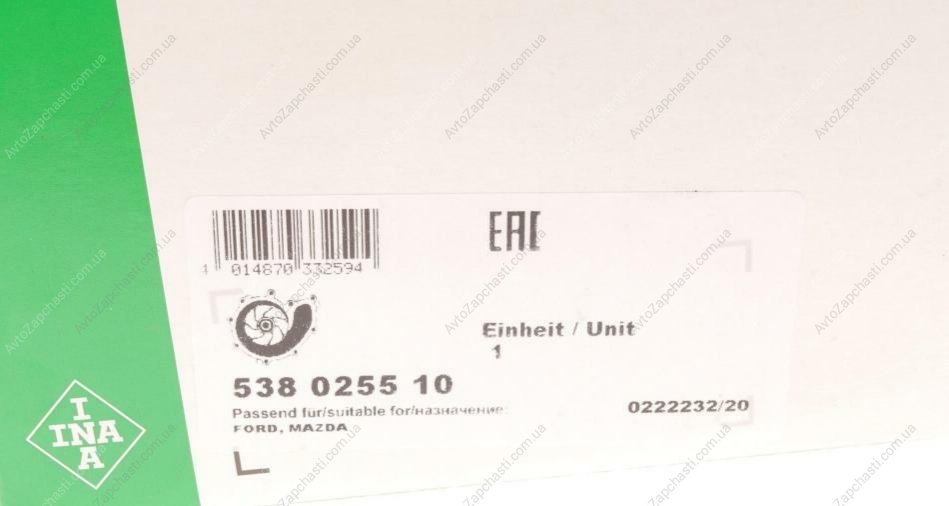 EAC
4 014870 332594
Einheit / Unit
1
538 0255 10
Passend für/suitable for/назначение:
0222232/20
FORD, MAZDA
INA
INA
AvtoZapchasti.com.ua